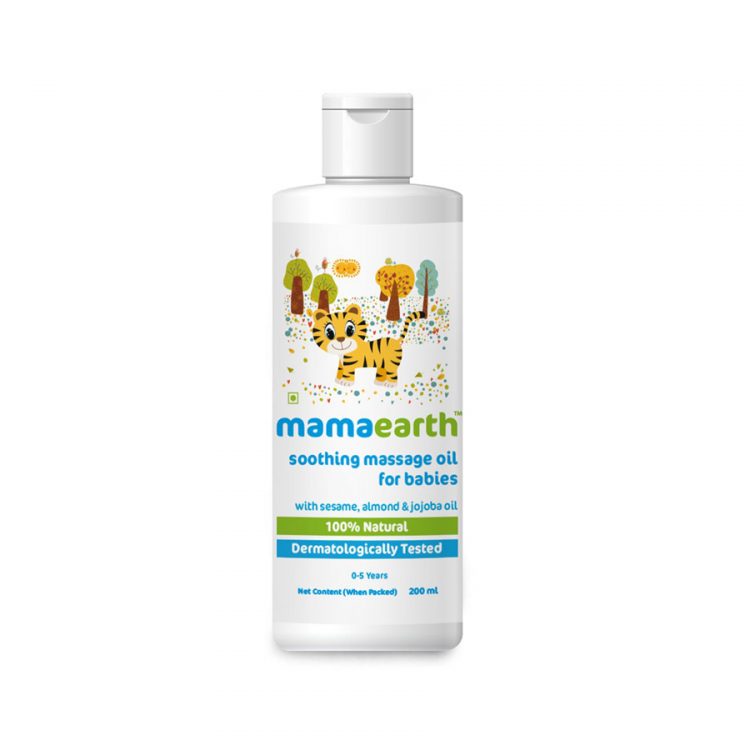 mamaearth™
soothing massage oil
for babies
with sesame, almond & jojoba oil
100% Natural
Dermatologically Tested
0-5 Years
Net Content (When Packed) 200 ml